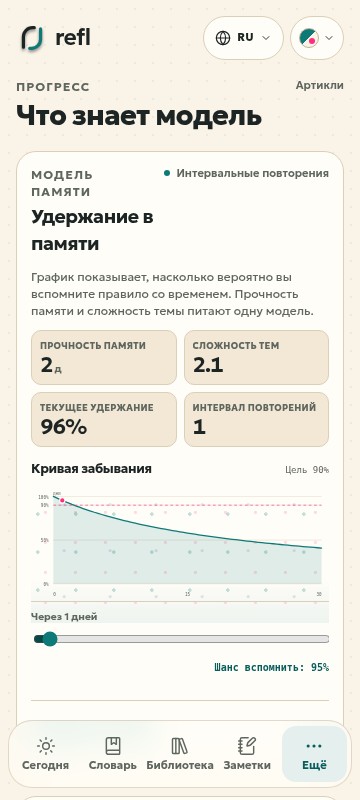 refl
RU
ПРОГРЕСС
Артикли
Что знает модель
МОДЕЛЬ ПАМЯТИ
Интервальные повторения
Удержание в памяти
График показывает, насколько вероятно вы
вспомните правило со временем. Прочность
памяти и сложность темы питают одну модель.
ПРОЧНОСТЬ ПАМЯТИ
2д
СЛОЖНОСТЬ ТЕМ
2.1
ТЕКУЩЕЕ УДЕРЖАНИЕ
96%
ИНТЕРВАЛ ПОВТОРЕНИЙ
1
Кривая забывания
Цель 90%
100%
90%
50%
0%
0
15
30
Через 1 дней
Шанс вспомнить: 95%
Сегодня
Словарь
Библиотека
Заметки
Ещё